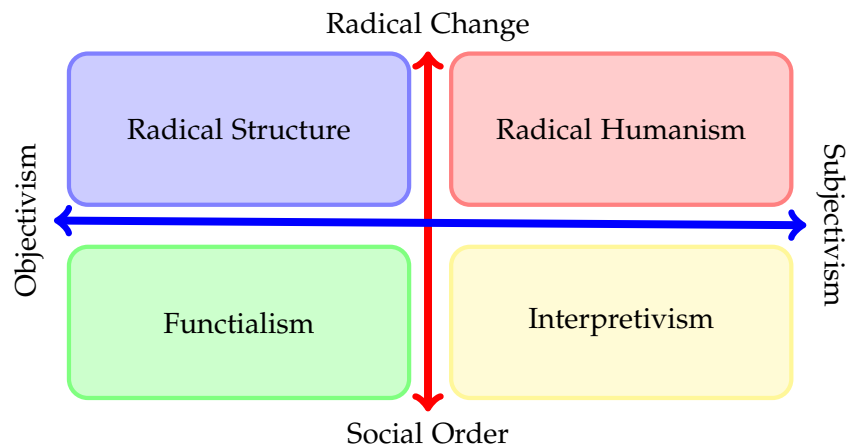 Radical Change
Radical Structure
Radical Humanism
Objectivism
Subjectivism
Functialism
Interpretivism
Social Order